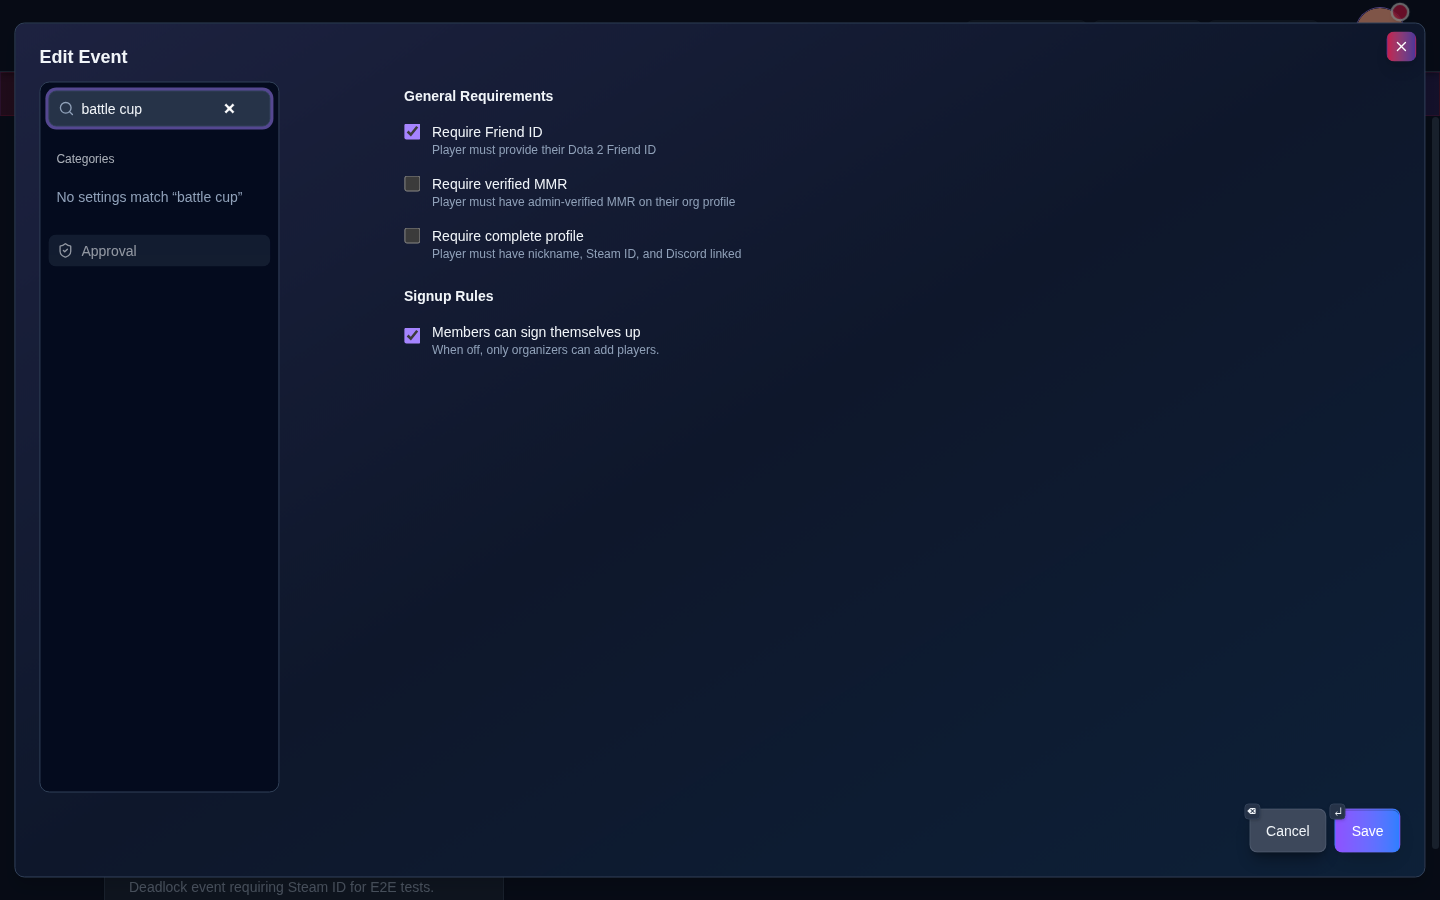 Edit Event
battle cup
Categories
No settings match “battle cup”
Approval
General Requirements
Require Friend ID
Player must provide their Dota 2 Friend ID
Require verified MMR
Player must have admin-verified MMR on their org profile
Require complete profile
Player must have nickname, Steam ID, and Discord linked
Signup Rules
Members can sign themselves up
When off, only organizers can add players.
Cancel
Save
Deadlock event requiring Steam ID for E2E tests.